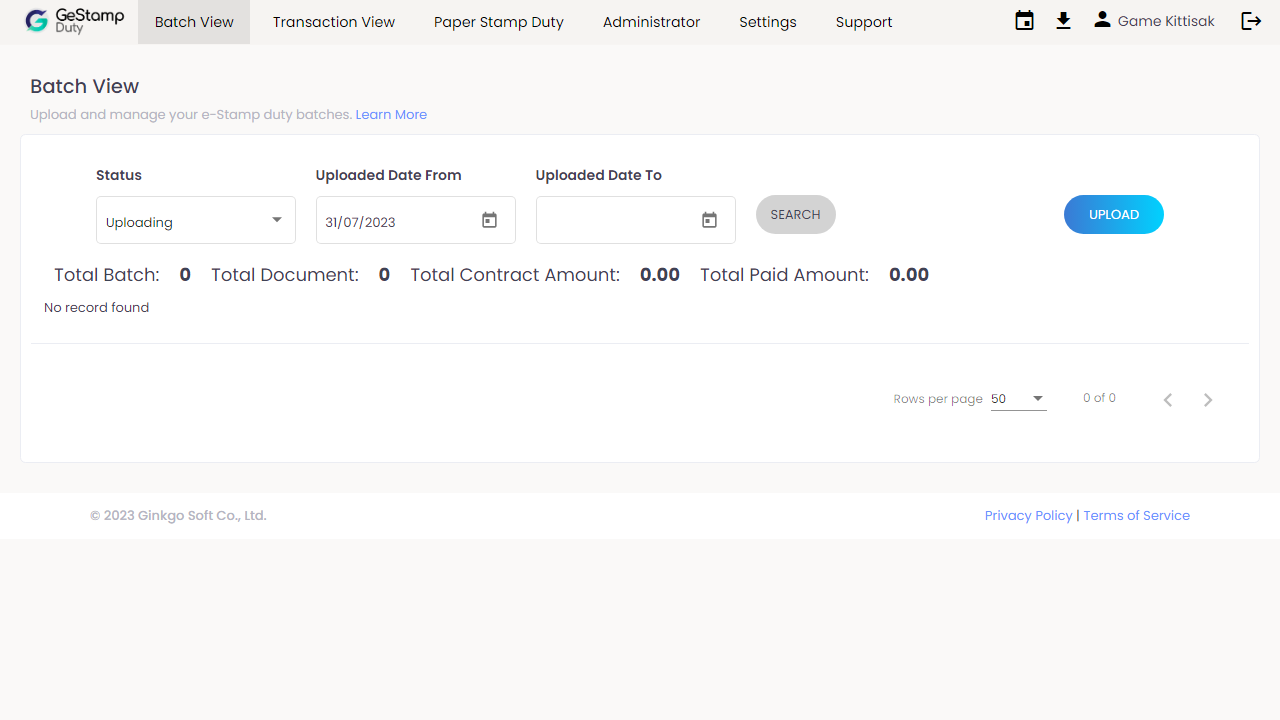 GeStamp
Duty
Batch View
Transaction View
Paper Stamp Duty
Administrator
Settings
Support
Game Kittisak
Batch View
Upload and manage your e-Stamp duty batches. Learn More
Status
Uploaded Date From
Uploaded Date To
Uploading
31/07/2023
SEARCH
UPLOAD
Total Batch: 0 Total Document: 0 Total Contract Amount: 0.00 Total Paid Amount: 0.00
No record found
Rows per page 50 0 of 0
© 2023 Ginkgo Soft Co., Ltd.
Privacy Policy | Terms of Service